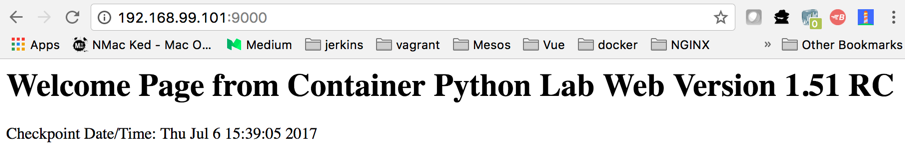 192.168.99.101:9000
0
Apps NMac Ked - Mac O... Medium jerkins vagrant Mesos Vue docker NGINX » Other Bookmarks
Welcome Page from Container Python Lab Web Version 1.51 RC
Checkpoint Date/Time: Thu Jul 6 15:39:05 2017